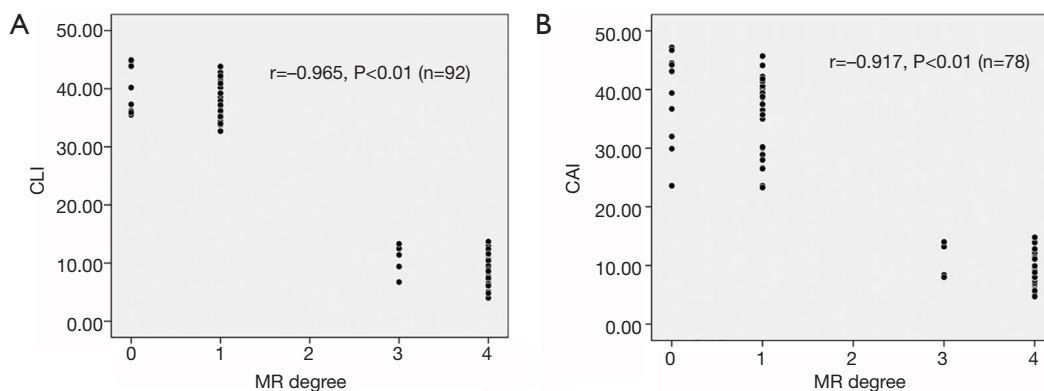 A
50.00
40.00
30.00
20.00
10.00
0.00
CLI
r=–0.965, P<0.01 (n=92)
0 1 2 3 4
MR degree
B
50.00
40.00
30.00
20.00
10.00
0.00
CAI
r=–0.917, P<0.01 (n=78)
0 1 2 3 4
MR degree